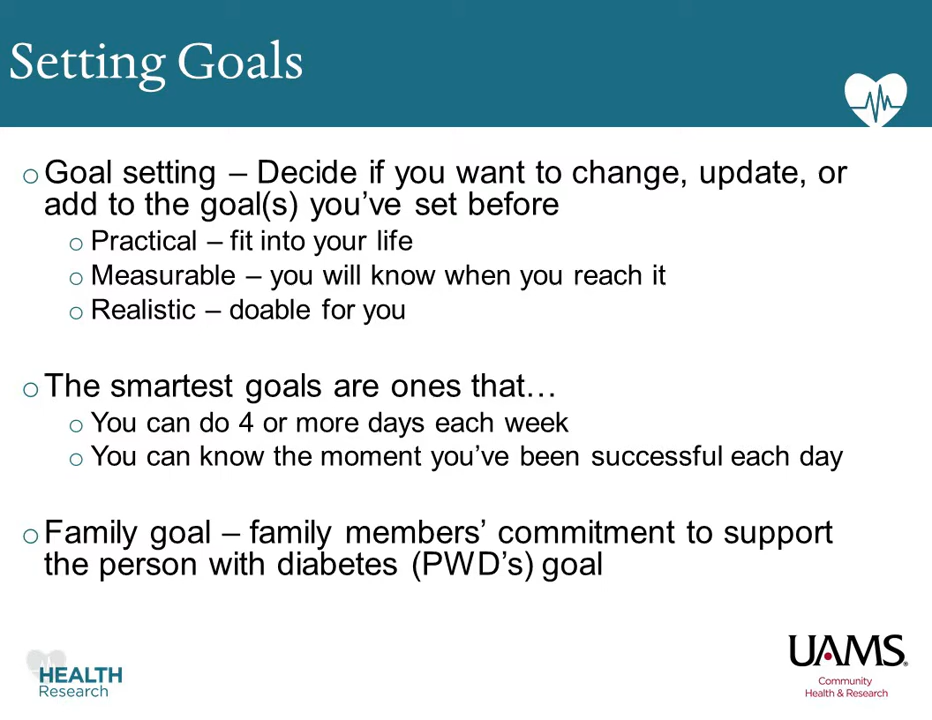 Setting Goals
Goal setting – Decide if you want to change, update, or
add to the goal(s) you’ve set before
Practical – fit into your life
Measurable – you will know when you reach it
Realistic – doable for you
The smartest goals are ones that…
You can do 4 or more days each week
You can know the moment you’ve been successful each day
Family goal – family members’ commitment to support
the person with diabetes (PWD’s) goal
HEALTH
Research
UAMS®
Community
Health & Research